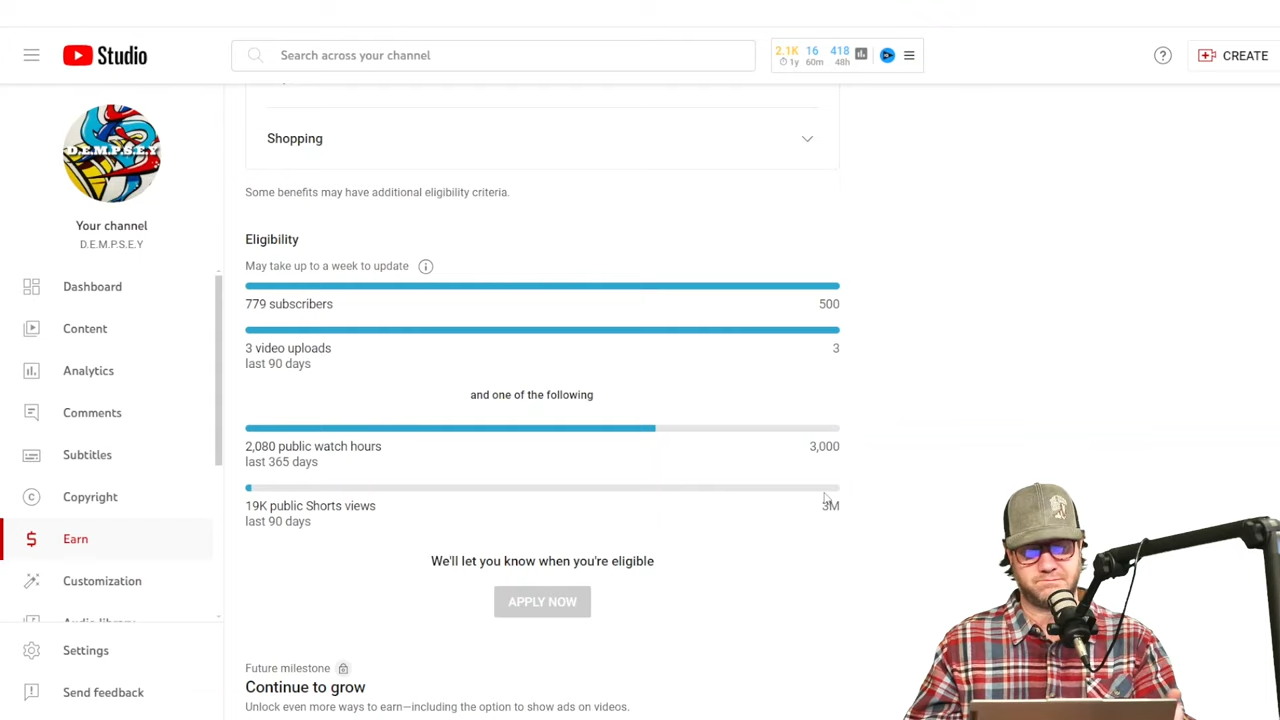 Studio
Search across your channel
2.1K 16 418
1y 60m 48h
CREATE
D.E.M.P.S.E.Y
Your channel
D.E.M.P.S.E.Y
Dashboard
Content
Analytics
Comments
Subtitles
Copyright
Earn
Customization
Audio library
Settings
Send feedback
Shopping
Some benefits may have additional eligibility criteria.
Eligibility
May take up to a week to update
779 subscribers 500
3 video uploads 3
last 90 days
and one of the following
2,080 public watch hours 3,000
last 365 days
19K public Shorts views 3M
last 90 days
We'll let you know when you're eligible
APPLY NOW
Future milestone
Continue to grow
Unlock even more ways to earn—including the option to show ads on videos.